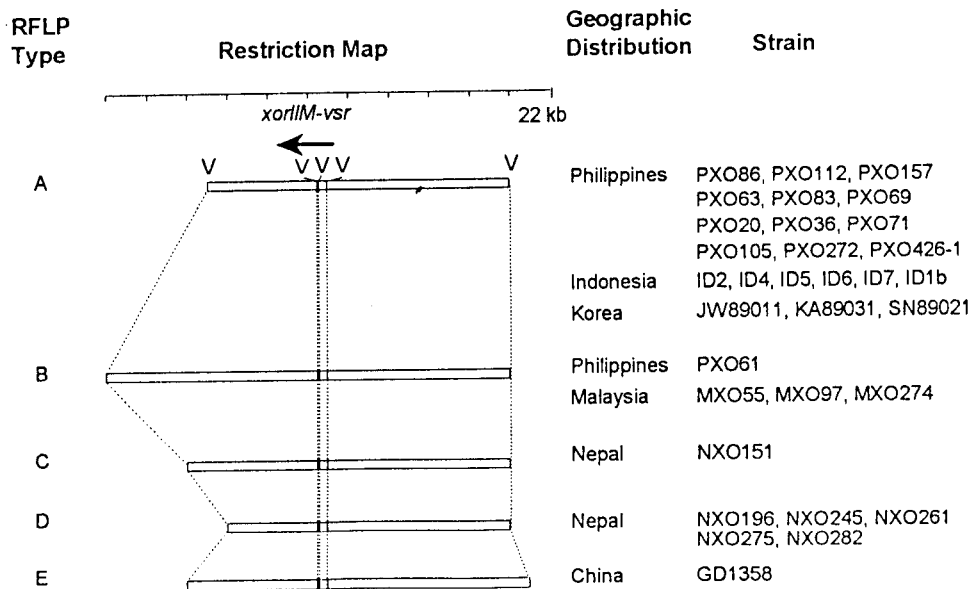 RFLP Type
Restriction Map
Geographic Distribution
Strain
22 kb
xorIIM-vsr
V V V V V
A
Philippines PXO86, PXO112, PXO157
PXO63, PXO83, PXO69
PXO20, PXO36, PXO71
PXO105, PXO272, PXO426-1
Indonesia ID2, ID4, ID5, ID6, ID7, ID1b
Korea JW89011, KA89031, SN89021
B
Philippines PXO61
Malaysia MXO55, MXO97, MXO274
C Nepal NXO151
D Nepal NXO196, NXO245, NXO261
NXO275, NXO282
E China GD1358